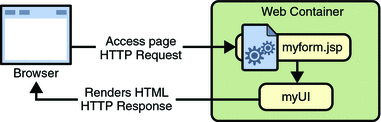 Web Container
Access page
HTTP Request
myform.jsp
Browser
Renders HTML
HTTP Response
myUI